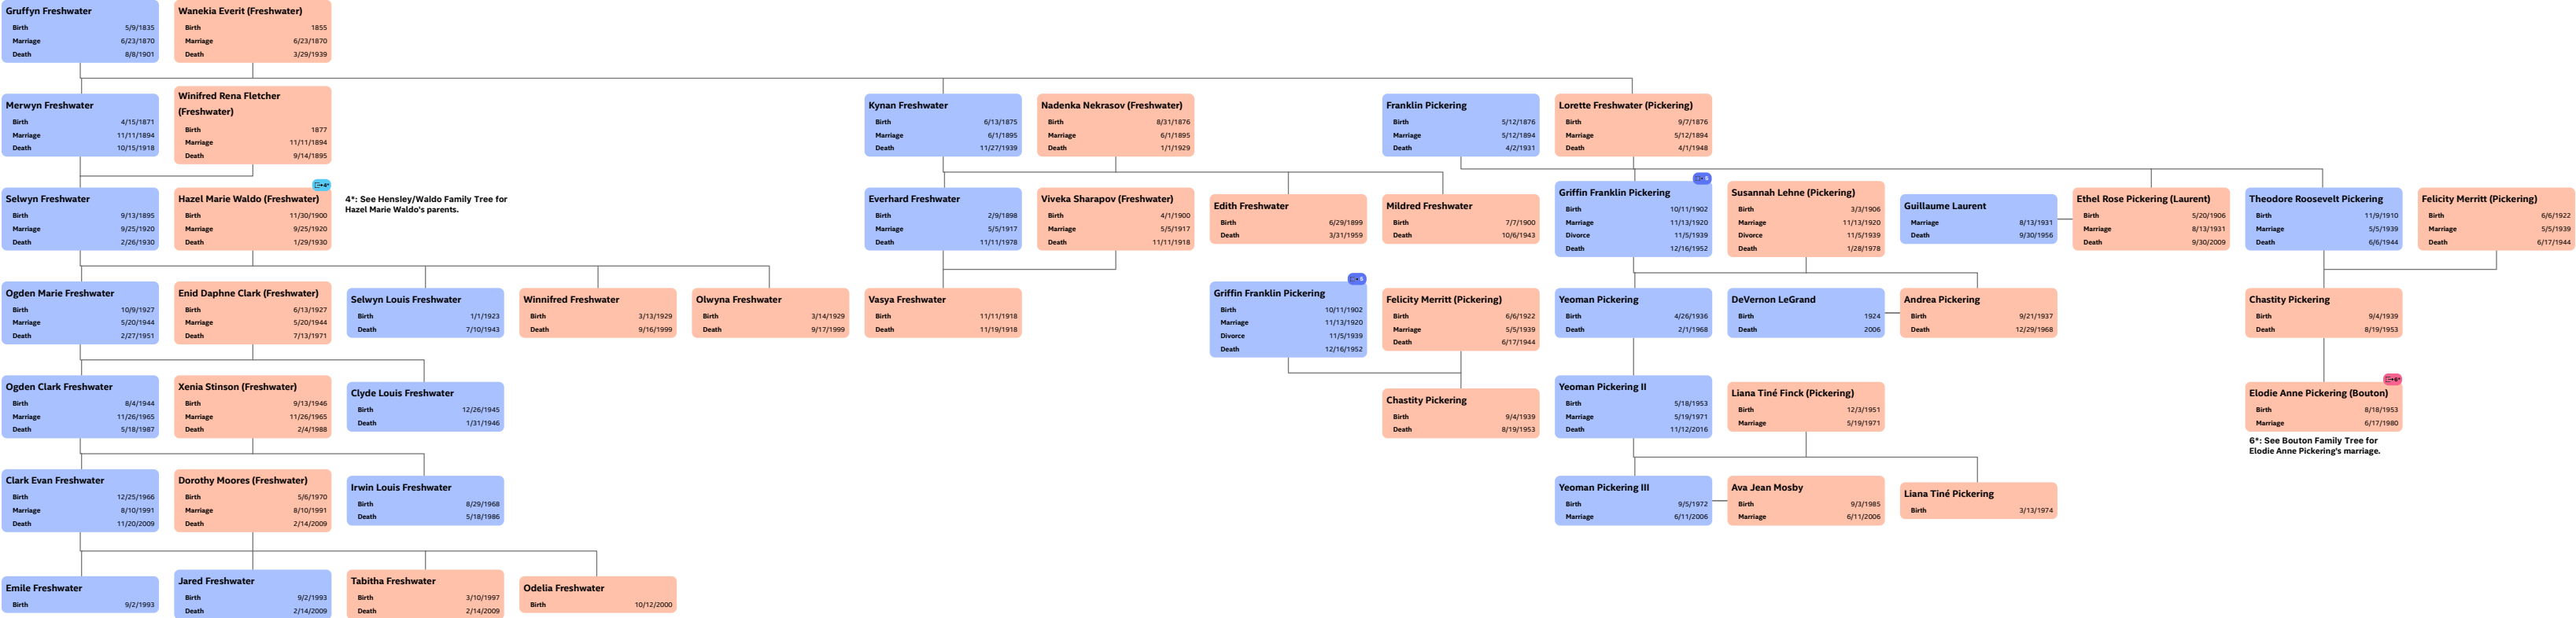 Gruffyn Freshwater
Birth 5/9/1835
Marriage 6/23/1870
Death 8/8/1901
Wanekia Everit (Freshwater)
Birth 1855
Marriage 6/23/1870
Death 3/29/1939
Merwyn Freshwater
Birth 4/15/1871
Marriage 11/11/1894
Death 10/15/1918
Winifred Rena Fletcher
(Freshwater)
Birth 1877
Marriage 11/11/1894
Death 9/14/1895
Kynan Freshwater
Birth 6/13/1875
Marriage 6/1/1895
Death 11/27/1939
Nadenka Nekrasov (Freshwater)
Birth 8/31/1876
Marriage 6/1/1895
Death 1/1/1929
Franklin Pickering
Birth 5/12/1876
Marriage 5/12/1894
Death 4/2/1931
Lorette Freshwater (Pickering)
Birth 9/7/1876
Marriage 5/12/1894
Death 4/1/1948
Selwyn Freshwater
Birth 9/13/1895
Marriage 9/25/1920
Death 2/26/1930
Hazel Marie Waldo (Freshwater)
Birth 11/30/1900
Marriage 9/25/1920
Death 1/29/1930
4*: See Hensley/Waldo Family Tree for
Hazel Marie Waldo's parents.
Everhard Freshwater
Birth 2/9/1898
Marriage 5/5/1917
Death 11/11/1978
Viveka Sharapov (Freshwater)
Birth 4/1/1900
Marriage 5/5/1917
Death 11/11/1918
Edith Freshwater
Birth 6/29/1899
Death 3/31/1959
Mildred Freshwater
Birth 7/7/1900
Death 10/6/1943
Griffin Franklin Pickering
Birth 10/11/1902
Marriage 11/13/1920
Divorce 11/5/1939
Death 12/16/1952
Susannah Lehne (Pickering)
Birth 3/3/1906
Marriage 11/13/1920
Divorce 11/5/1939
Death 1/28/1978
Guillaume Laurent
Marriage 8/13/1931
Death 9/30/1956
Ethel Rose Pickering (Laurent)
Birth 5/20/1906
Marriage 8/13/1931
Death 9/30/2009
Theodore Roosevelt Pickering
Birth 11/9/1910
Marriage 5/5/1939
Death 6/6/1944
Felicity Merritt (Pickering)
Birth 6/6/1922
Marriage 5/5/1939
Death 6/17/1944
Ogden Marie Freshwater
Birth 10/9/1927
Marriage 5/20/1944
Death 2/27/1951
Enid Daphne Clark (Freshwater)
Birth 6/13/1927
Marriage 5/20/1944
Death 7/13/1971
Selwyn Louis Freshwater
Birth 1/1/1923
Death 7/10/1943
Winnifred Freshwater
Birth 3/13/1929
Death 9/16/1999
Olwyna Freshwater
Birth 3/14/1929
Death 9/17/1999
Vasya Freshwater
Birth 11/11/1918
Death 11/19/1918
Griffin Franklin Pickering
Birth 10/11/1902
Marriage 11/13/1920
Divorce 11/5/1939
Death 12/16/1952
Felicity Merritt (Pickering)
Birth 6/6/1922
Marriage 5/5/1939
Death 6/17/1944
Yeoman Pickering
Birth 4/26/1936
Death 2/1/1968
DeVernon LeGrand
Birth 1924
Death 2006
Andrea Pickering
Birth 9/21/1937
Death 12/29/1968
Chastity Pickering
Birth 9/4/1939
Death 8/19/1953
Ogden Clark Freshwater
Birth 8/4/1944
Marriage 11/26/1965
Death 5/18/1987
Xenia Stinson (Freshwater)
Birth 9/13/1946
Marriage 11/26/1965
Death 2/4/1988
Clyde Louis Freshwater
Birth 12/26/1945
Death 1/31/1946
Chastity Pickering
Birth 9/4/1939
Death 8/19/1953
Yeoman Pickering II
Birth 5/18/1953
Marriage 5/19/1971
Death 11/12/2016
Liana Tiné Finck (Pickering)
Birth 12/3/1951
Marriage 5/19/1971
Elodie Anne Pickering (Bouton)
Birth 8/18/1953
Marriage 6/17/1980
6*: See Bouton Family Tree for
Elodie Anne Pickering's marriage.
Clark Evan Freshwater
Birth 12/25/1966
Marriage 8/10/1991
Death 11/20/2009
Dorothy Moores (Freshwater)
Birth 5/6/1970
Marriage 8/10/1991
Death 2/14/2009
Irwin Louis Freshwater
Birth 8/29/1968
Death 5/18/1986
Yeoman Pickering III
Birth 9/5/1972
Marriage 6/11/2006
Ava Jean Mosby
Birth 9/3/1985
Marriage 6/11/2006
Liana Tiné Pickering
Birth 3/13/1974
Emile Freshwater
Birth 9/2/1993
Jared Freshwater
Birth 9/2/1993
Death 2/14/2009
Tabitha Freshwater
Birth 3/10/1997
Death 2/14/2009
Odelia Freshwater
Birth 10/12/2000